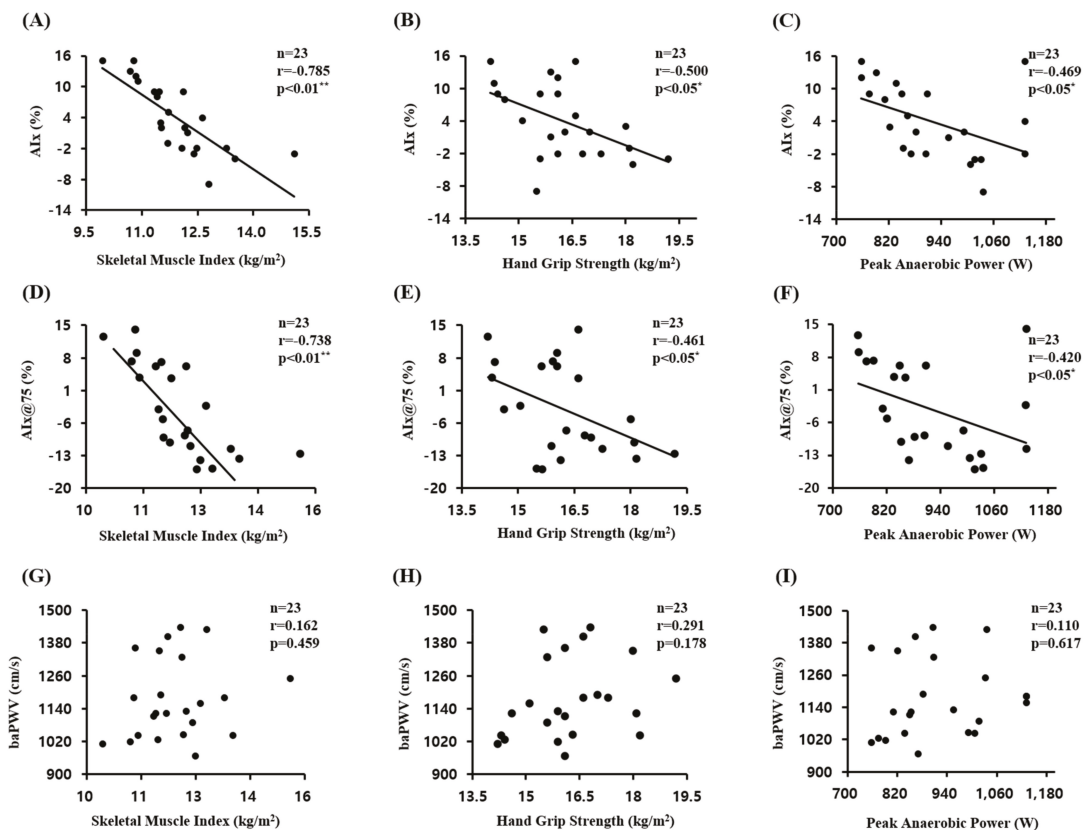 (A)
n=23
r=-0.785
p<0.01**
AIx (%)
16
10
4
-2
-8
-14
9.5
11.0
12.5
14.0
15.5
Skeletal Muscle Index (kg/m2)
(B)
n=23
r=-0.500
p<0.05*
AIx (%)
16
10
4
-2
-8
-14
13.5
15
16.5
18
19.5
Hand Grip Strength (kg/m2)
(C)
n=23
r=-0.469
p<0.05*
AIx (%)
16
10
4
-2
-8
-14
700
820
940
1,060
1,180
Peak Anaerobic Power (W)
(D)
n=23
r=-0.738
p<0.01**
AIx@75 (%)
15
8
1
-6
-13
-20
10
11.5
13
14.5
16
Skeletal Muscle Index (kg/m2)
(E)
n=23
r=-0.461
p<0.05*
AIx@75 (%)
15
8
1
-6
-13
-20
13.5
15
16.5
18
19.5
Hand Grip Strength (kg/m2)
(F)
n=23
r=-0.420
p<0.05*
AIx@75 (%)
15
8
1
-6
-13
-20
700
820
940
1060
1180
Peak Anaerobic Power (W)
(G)
n=23
r=0.162
p=0.459
baPWV (cm/s)
1500
1380
1260
1140
1020
900
10
11
13
14
16
Skeletal Muscle Index (kg/m2)
(H)
n=23
r=0.291
p=0.178
baPWV (cm/s)
1500
1380
1260
1140
1020
900
13.5
15
16.5
18
19.5
Hand Grip Strength (kg/m2)
(I)
n=23
r=0.110
p=0.617
baPWV (cm/s)
1500
1380
1260
1140
1020
900
700
820
940
1,060
1,180
Peak Anaerobic Power (W)